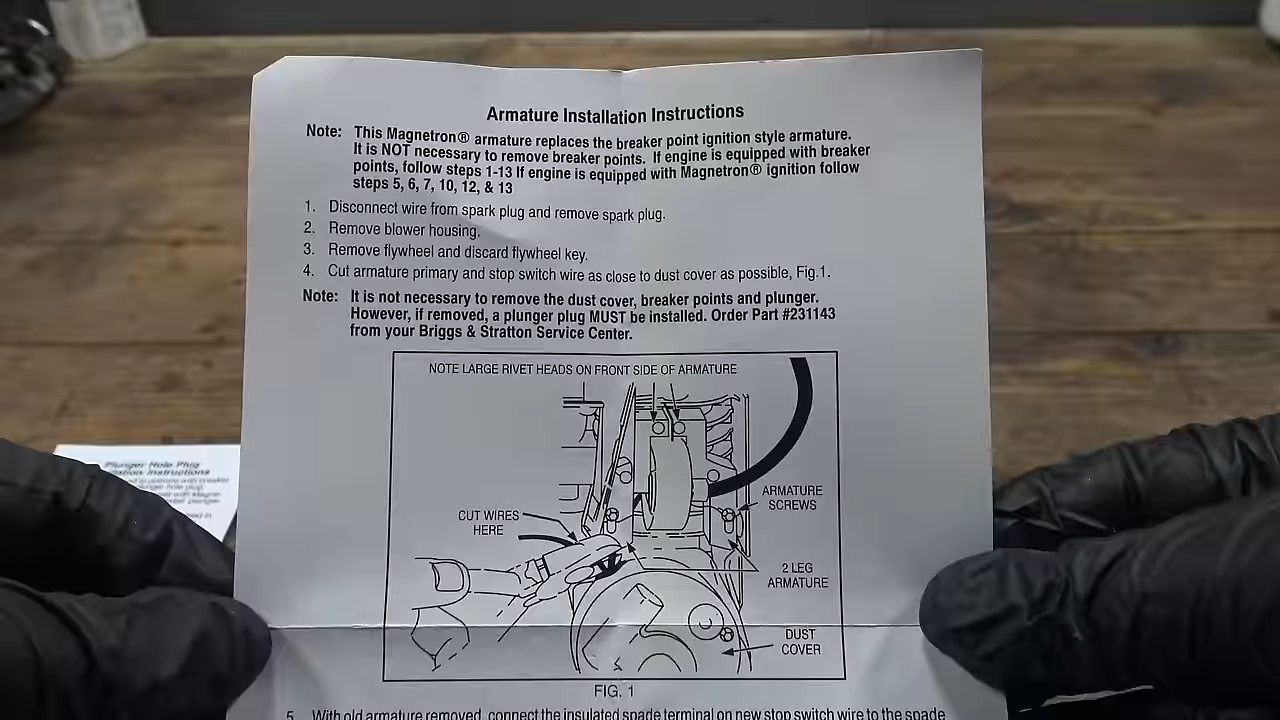 Armature Installation Instructions
Note: This Magnetron® armature replaces the breaker point ignition style armature.
It is NOT necessary to remove breaker points. If engine is equipped with breaker
points, follow steps 1-13 If engine is equipped with Magnetron® ignition follow
steps 5, 6, 7, 10, 12, & 13
1. Disconnect wire from spark plug and remove spark plug.
2. Remove blower housing.
3. Remove flywheel and discard flywheel key.
4. Cut armature primary and stop switch wire as close to dust cover as possible, Fig.1.
Note: It is not necessary to remove the dust cover, breaker points and plunger.
However, if removed, a plunger plug MUST be installed. Order Part #231143
from your Briggs & Stratton Service Center.
NOTE LARGE RIVET HEADS ON FRONT SIDE OF ARMATURE
ARMATURE
SCREWS
CUT WIRES
HERE
2 LEG
ARMATURE
DUST
COVER
FIG. 1
5. With old armature removed, connect the insulated spade terminal on new stop switch wire to the spade
Plunger Hole Plug
Instructions